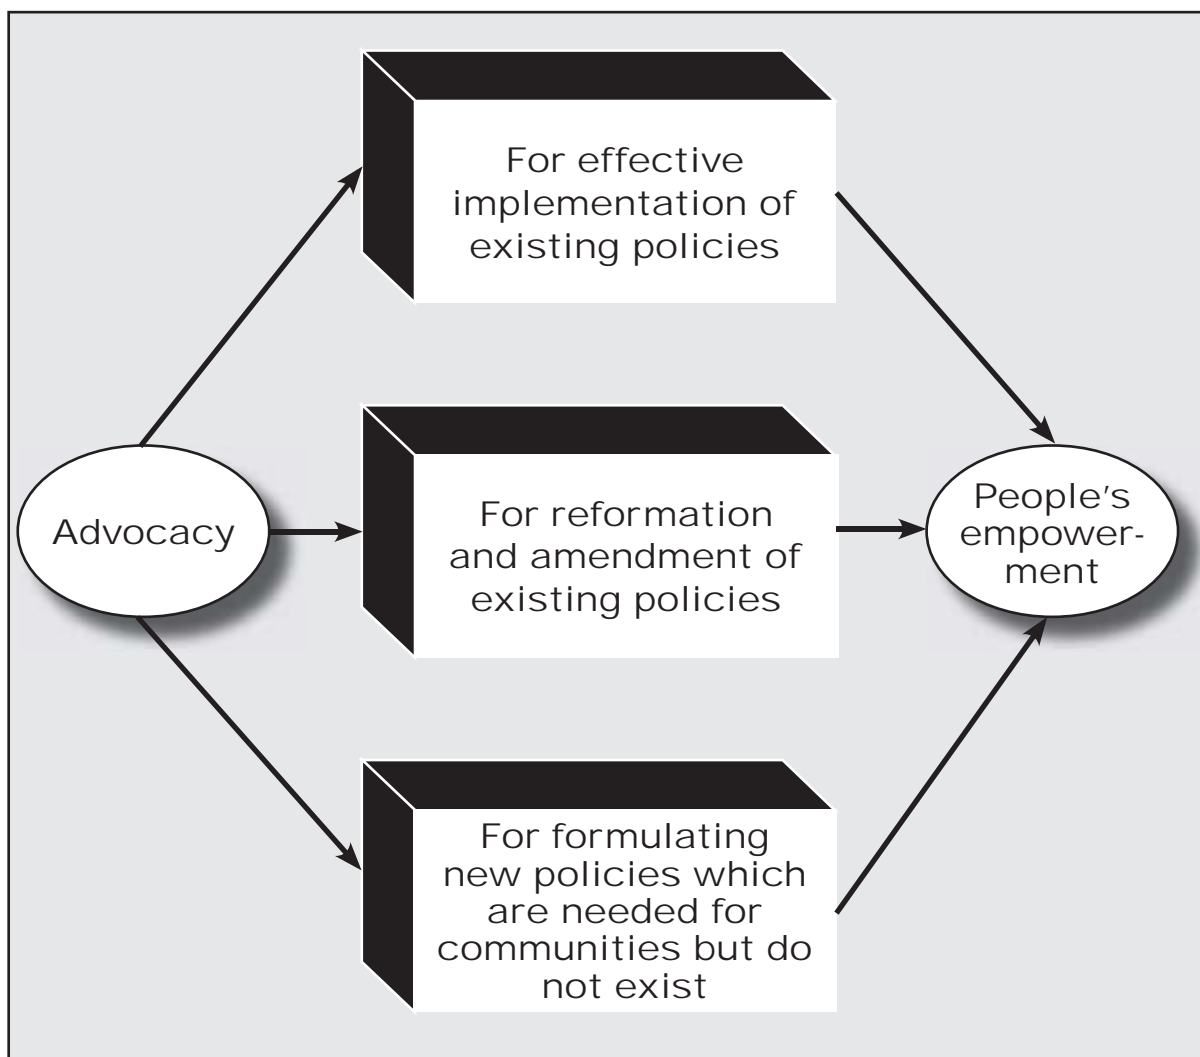 For effective
implementation of
existing policies
Advocacy
For reformation
and amendment of
existing policies
People's
empower-
ment
For formulating
new policies which
are needed for
communities but do
not exist